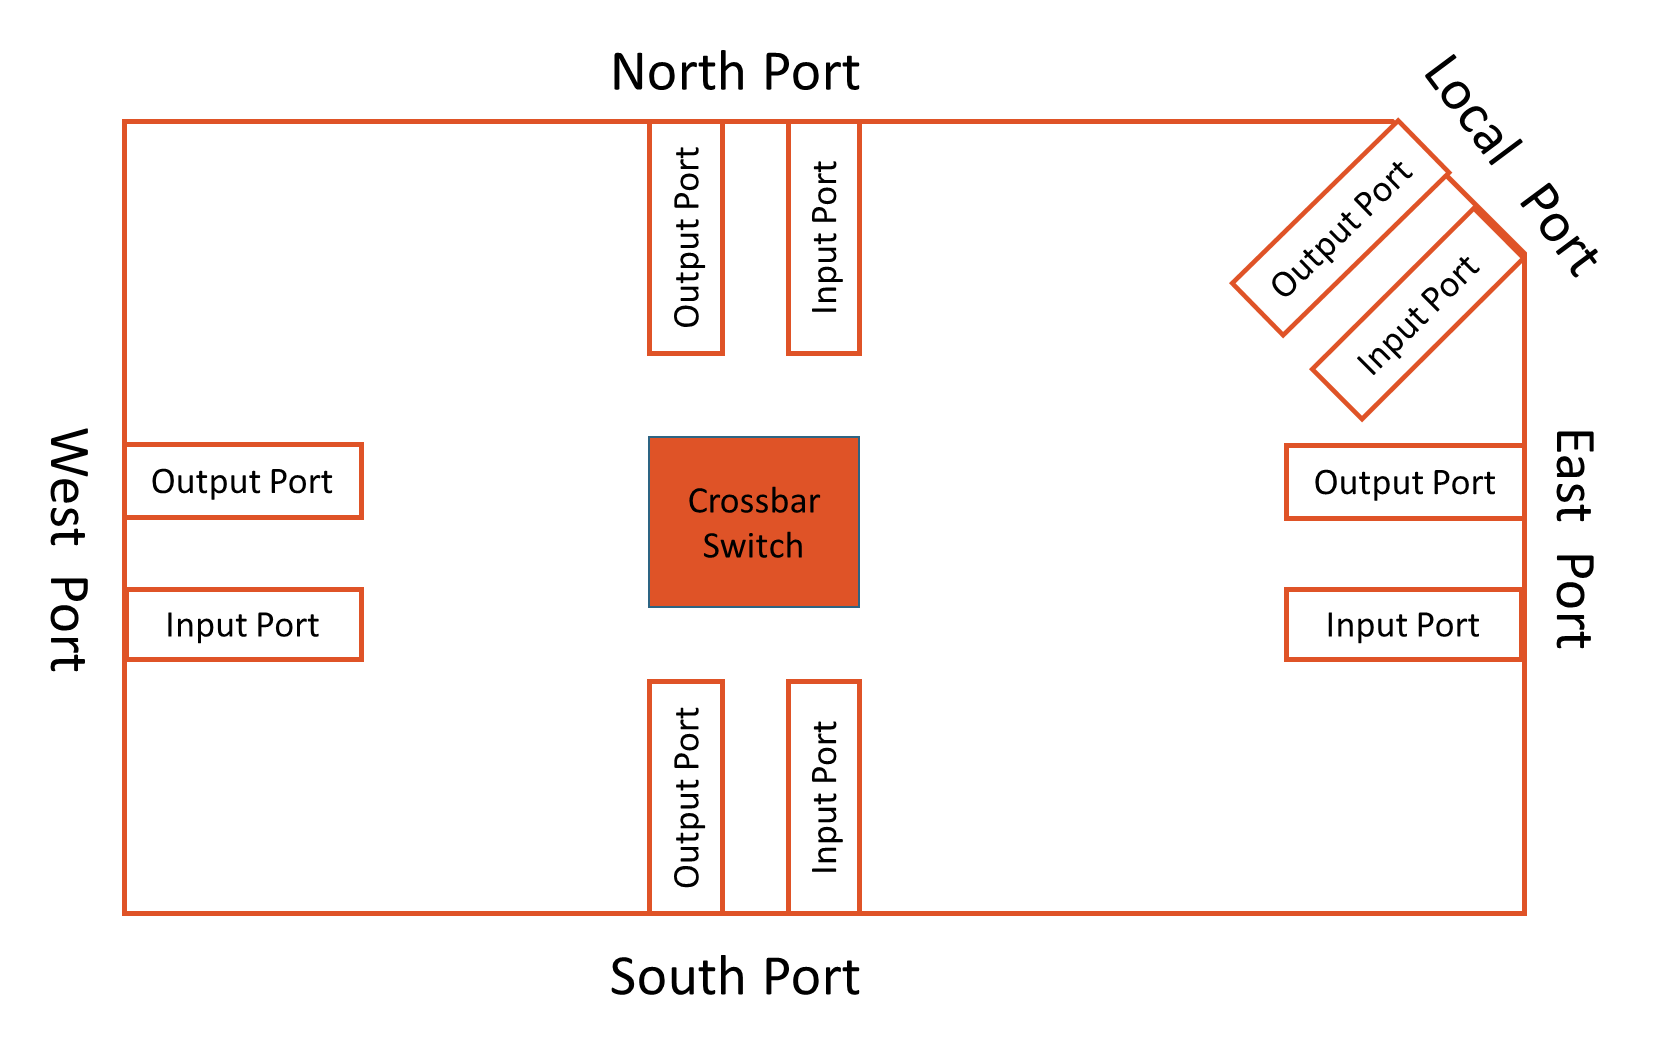 North Port
Local Port
Output Port
Input Port
Output Port
Input Port
West Port
Output Port
Input Port
Crossbar
Switch
Output Port
Input Port
East Port
Output Port
Input Port
South Port